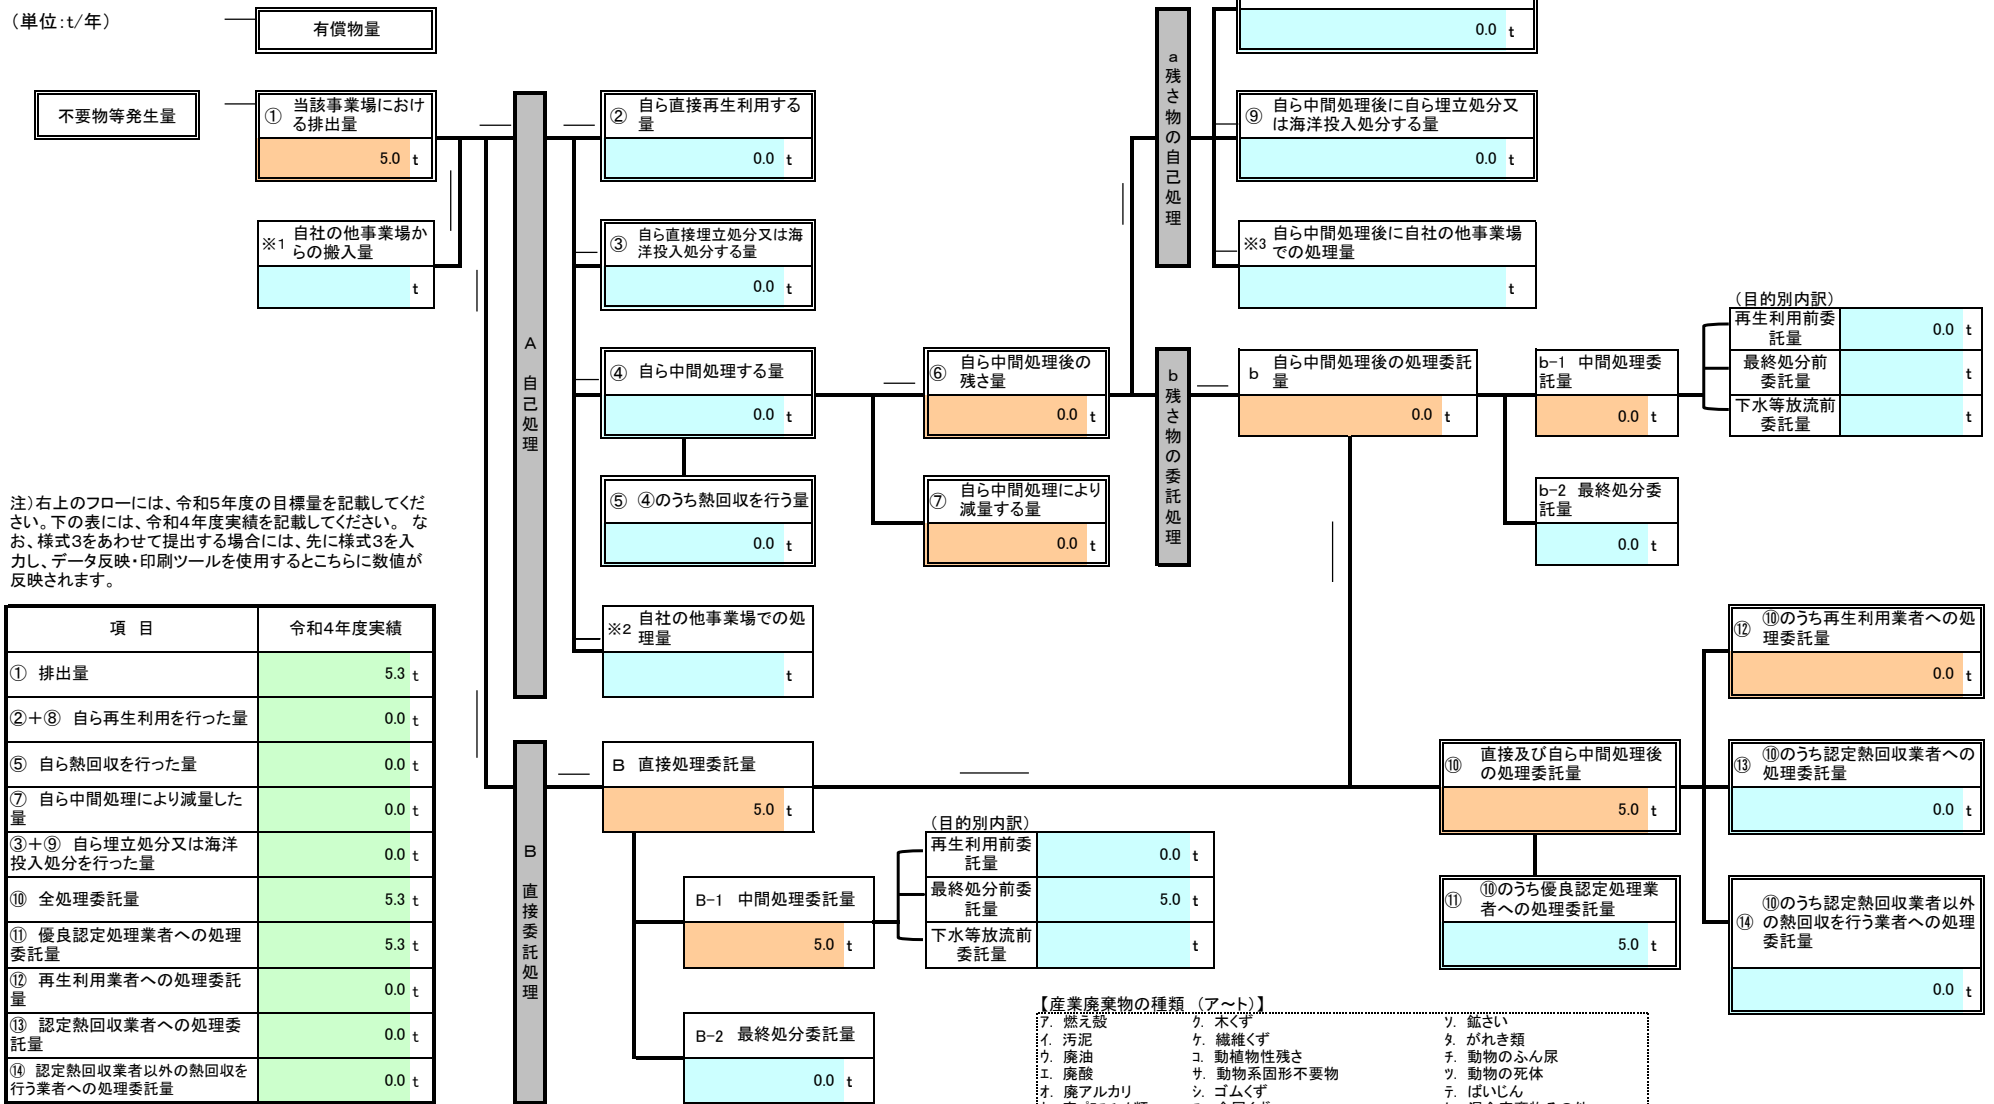 （単位:t/年）
有償物量
不要物等発生量
① 当該事業場におけ
る排出量
5.0 t
※1 自社の他事業場か
らの搬入量
t
A 自己処理
② 自ら直接再生利用する
量
0.0 t
③ 自ら直接埋立処分又は海
洋投入処分する量
0.0 t
④ 自ら中間処理する量
0.0 t
⑤ ④のうち熱回収を行う量
0.0 t
※2 自社の他事業場での処
理量
t
⑥ 自ら中間処理後の
残さ量
0.0 t
⑦ 自ら中間処理により
減量する量
0.0 t
a残さ物の自己処理
0.0 t
⑨ 自ら中間処理後に自ら埋立処分又
は海洋投入処分する量
0.0 t
※3 自ら中間処理後に自社の他事業場
での処理量
t
b残さ物の委託処理
b 自ら中間処理後の処理委託
量
0.0 t
b-1 中間処理委
託量
0.0 t
（目的別内訳）
再生利用前委
託量
0.0 t
最終処分前
委託量
t
下水等放流前
委託量
t
b-2 最終処分委
託量
0.0 t
注)右上のフローには、令和5年度の目標量を記載してくだ
さい。下の表には、令和4年度実績を記載してください。 な
お、様式3をあわせて提出する場合には、先に様式3を入
力し、データ反映・印刷ツールを使用するとこちらに数値が
反映されます。
項 目 令和4年度実績
① 排出量 5.3 t
②+⑧ 自ら再生利用を行った量 0.0 t
⑤ 自ら熱回収を行った量 0.0 t
⑦ 自ら中間処理により減量した
量 0.0 t
③+⑨ 自ら埋立処分又は海洋
投入処分を行った量 0.0 t
⑩ 全処理委託量 5.3 t
⑪ 優良認定処理業者への処理
委託量 5.3 t
⑫ 再生利用業者への処理委託
量 0.0 t
⑬ 認定熱回収業者への処理委
託量 0.0 t
⑭ 認定熱回収業者以外の熱回収を
行う業者への処理委託量 0.0 t
B 直接委託処理
B 直接処理委託量
5.0 t
B-1 中間処理委託量
5.0 t
（目的別内訳）
再生利用前委
託量
0.0 t
最終処分前委
託量
5.0 t
下水等放流前
委託量
t
B-2 最終処分委託量
0.0 t
⑩ 直接及び自ら中間処理後
の処理委託量
5.0 t
⑪ ⑩のうち優良認定処理業
者への処理委託量
5.0 t
⑫ ⑩のうち再生利用業者への処
理委託量
0.0 t
⑬ ⑩のうち認定熱回収業者への
処理委託量
0.0 t
⑭ ⑩のうち認定熱回収業者以外
の熱回収を行う業者への処理
委託量
0.0 t
【産業廃棄物の種類 （ア～ト）】
ｱ. 燃え殻 ｸ. 木くず ｿ. 鉱さい
ｲ. 汚泥 ｹ. 繊維くず ﾀ. がれき類
ｳ. 廃油 ｺ. 動植物性残さ ﾁ. 動物のふん尿
ｴ. 廃酸 ｻ. 動物系固形不要物 ﾂ. 動物の死体
ｵ. 廃アルカリ ｼ. ゴムくず ﾃ. ばいじん